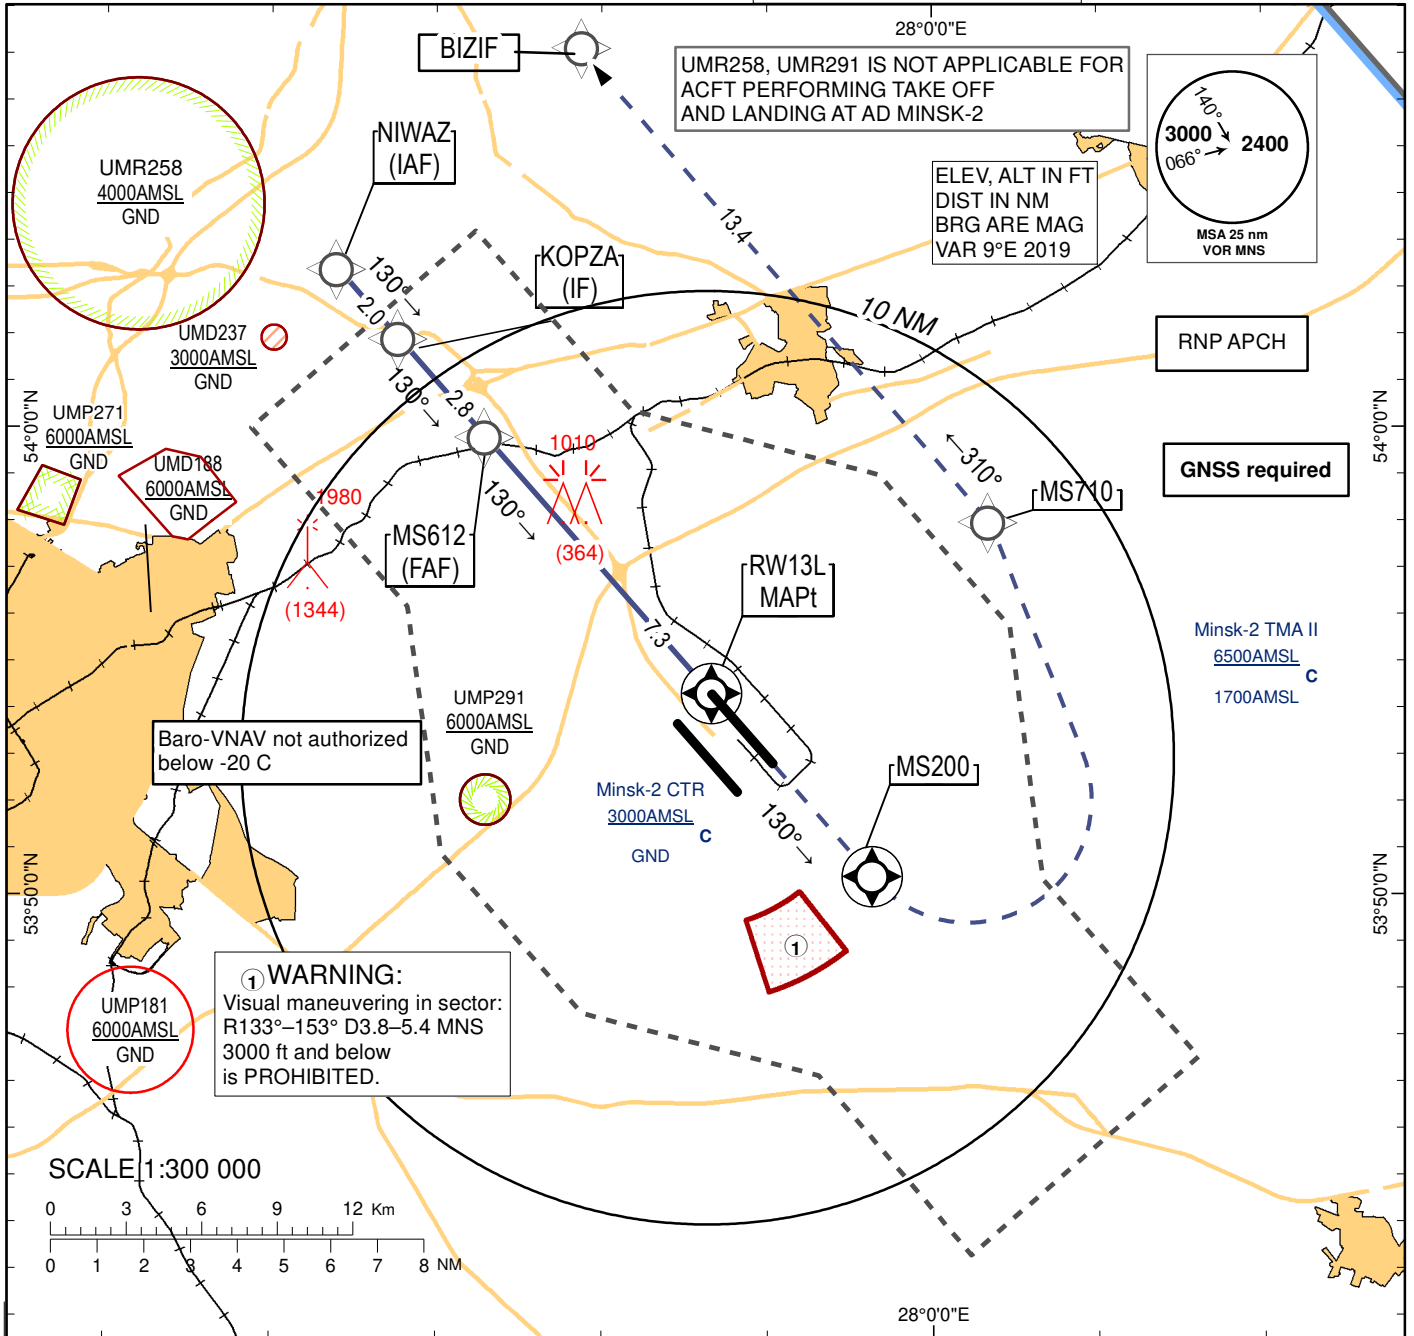 28°0'0"E
BIZIF
UMR258, UMR291 IS NOT APPLICABLE FOR
ACFT PERFORMING TAKE OFF
AND LANDING AT AD MINSK-2
140°
3000
2400
066°
MSA 25 nm
VOR MNS
NIWAZ
(IAF)
UMR258
4000AMSL
GND
ELEV, ALT IN FT
DIST IN NM
BRG ARE MAG
VAR 9°E 2019
13.4
KOPZA
(IF)
130°
2.0
10 NM
UMD237
3000AMSL
GND
RNP APCH
130°
2.8
54°0'0"N
54°0'0"N
UMP271
6000AMSL
GND
UMD188
6000AMSL
GND
1010
310°
GNSS required
1980
130°
MS710
MS612
(FAF)
(364)
RW13L
MAPt
(1344)
7.3
Minsk-2 TMA II
6500AMSL
C
1700AMSL
UMP291
6000AMSL
GND
Baro-VNAV not authorized
below -20 C
MS200
Minsk-2 CTR
3000AMSL
C
GND
130°
53°50'0"N
53°50'0"N
1
1 WARNING:
Visual maneuvering in sector:
R133°–153° D3.8–5.4 MNS
3000 ft and below
is PROHIBITED.
UMP181
6000AMSL
GND
SCALE 1:300 000
0 3 6 9 12 Km
0 1 2 3 4 5 6 7 8 NM
28°0'0"E